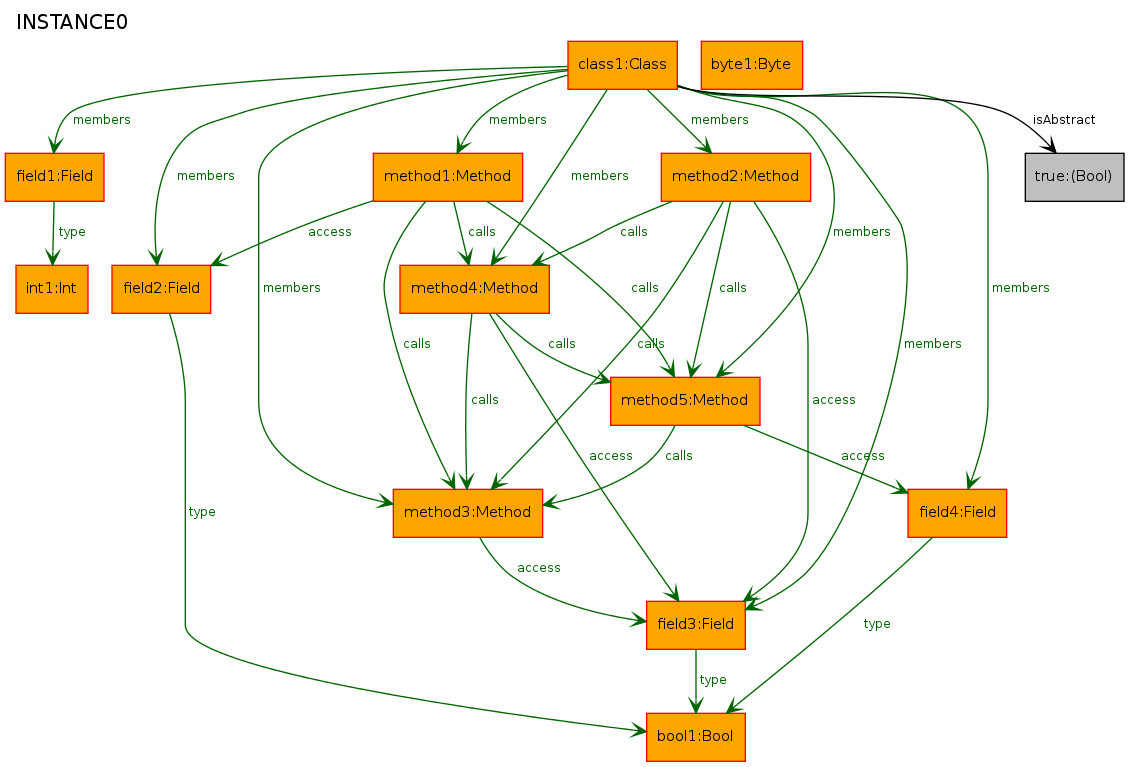 INSTANCE0
class1:Class
byte1:Byte
members
members
members
isAbstract
field1:Field
members
method1:Method
members
method2:Method
true:(Bool)
type
access
calls
calls
members
int1:Int
field2:Field
members
method4:Method
calls
calls
members
calls
calls
calls
access
members
calls
method5:Method
access
access
calls
access
type
method3:Method
field4:Field
access
field3:Field
type
type
bool1:Bool